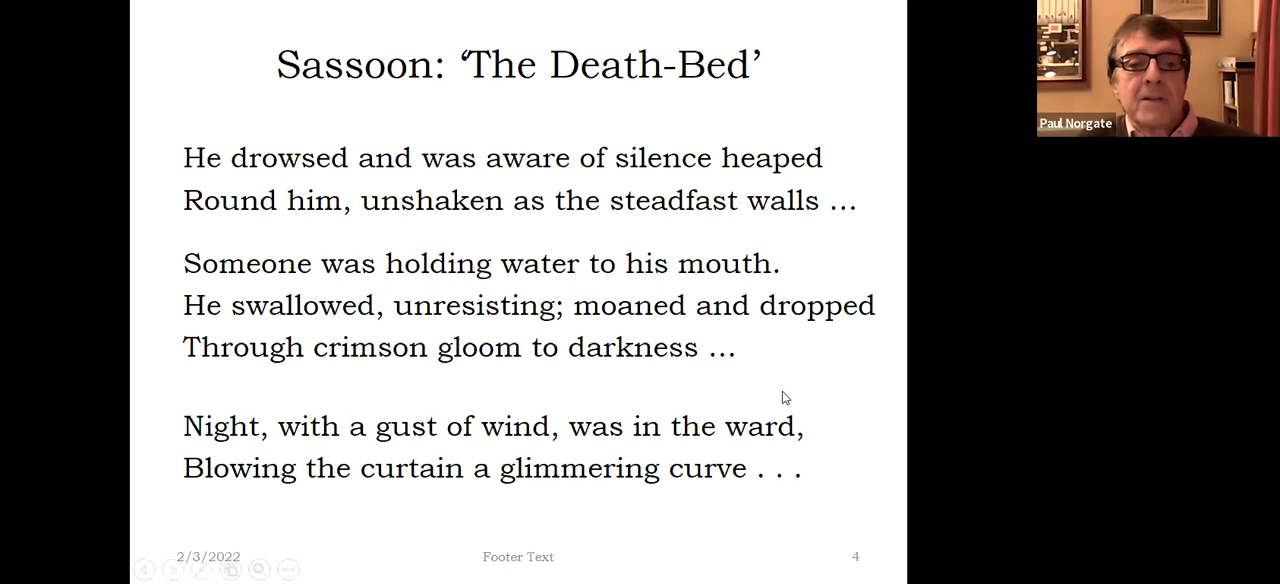 Sassoon: ‘The Death-Bed’
Paul Norgate
He drowsed and was aware of silence heaped
Round him, unshaken as the steadfast walls …
Someone was holding water to his mouth.
He swallowed, unresisting; moaned and dropped
Through crimson gloom to darkness …
Night, with a gust of wind, was in the ward,
Blowing the curtain a glimmering curve . . .
2/3/2022
Footer Text
4